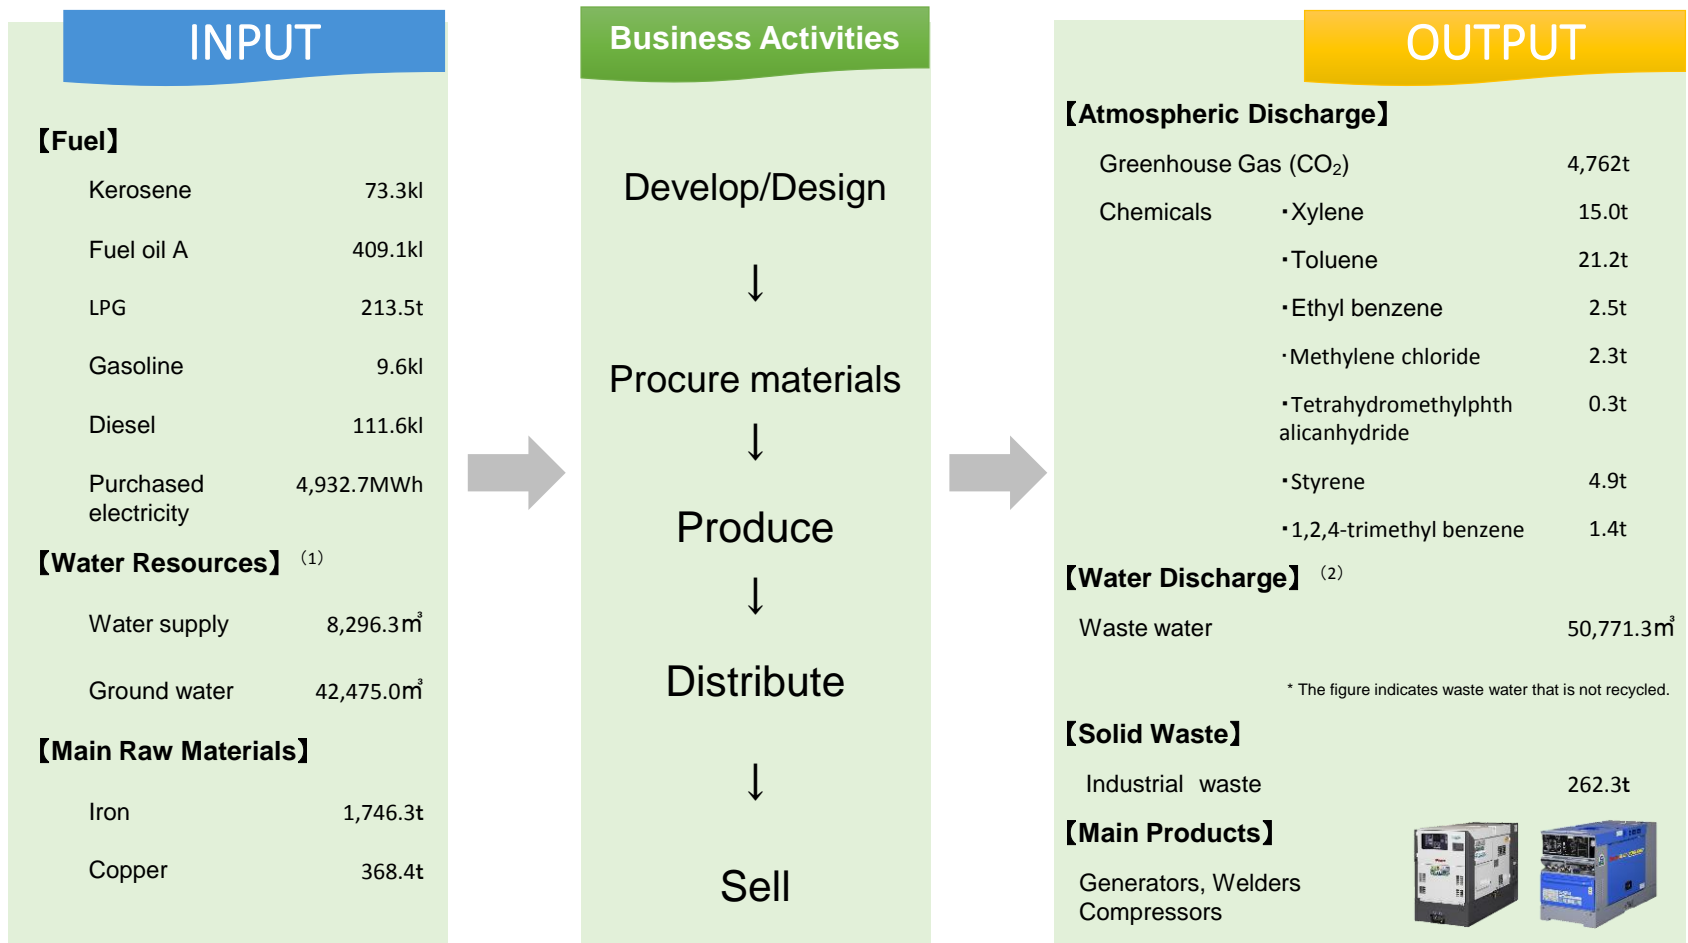 INPUT
【Fuel】
Kerosene 73.3kl
Fuel oil A 409.1kl
LPG 213.5t
Gasoline 9.6kl
Diesel 111.6kl
Purchased 4,932.7MWh
electricity
【Water Resources】（1）
Water supply 8,296.3㎥
Ground water 42,475.0㎥
【Main Raw Materials】
Iron 1,746.3t
Copper 368.4t
Business Activities
Develop/Design
↓
Procure materials
↓
Produce
↓
Distribute
↓
Sell
OUTPUT
【Atmospheric Discharge】
Greenhouse Gas (CO₂) 4,762t
Chemicals ・Xylene 15.0t
・Toluene 21.2t
・Ethyl benzene 2.5t
・Methylene chloride 2.3t
・Tetrahydromethylphth 0.3t
alicanhydride
・Styrene 4.9t
・1,2,4-trimethyl benzene 1.4t
【Water Discharge】（2）
Waste water 50,771.3㎥
* The figure indicates waste water that is not recycled.
【Solid Waste】
Industrial waste 262.3t
【Main Products】
Generators, Welders
Compressors